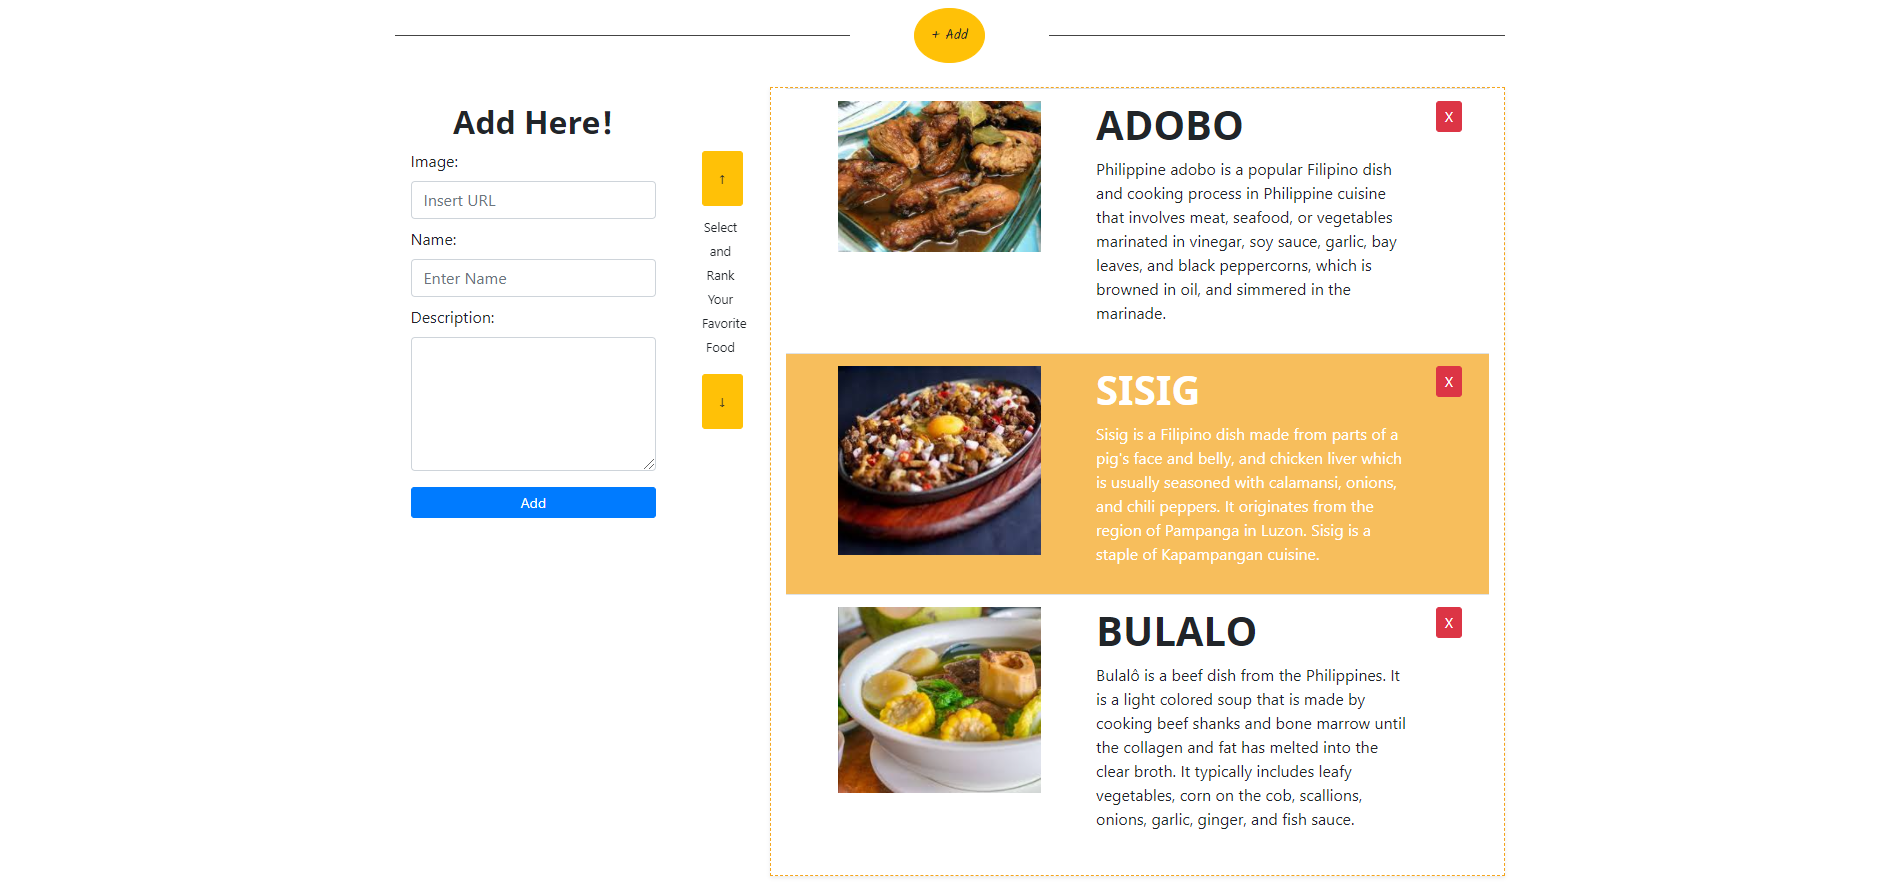 + Add
Add Here!
Image:
Insert URL
Name:
Enter Name
Description:
Add
↑
Select
and
Rank
Your
Favorite
Food
↓
ADOBO
X
Philippine adobo is a popular Filipino dish
and cooking process in Philippine cuisine
that involves meat, seafood, or vegetables
marinated in vinegar, soy sauce, garlic, bay
leaves, and black peppercorns, which is
browned in oil, and simmered in the
marinade.
SISIG
X
Sisig is a Filipino dish made from parts of a
pig's face and belly, and chicken liver which
is usually seasoned with calamansi, onions,
and chili peppers. It originates from the
region of Pampanga in Luzon. Sisig is a
staple of Kapampangan cuisine.
BULALO
X
Bulalô is a beef dish from the Philippines. It
is a light colored soup that is made by
cooking beef shanks and bone marrow until
the collagen and fat has melted into the
clear broth. It typically includes leafy
vegetables, corn on the cob, scallions,
onions, garlic, ginger, and fish sauce.